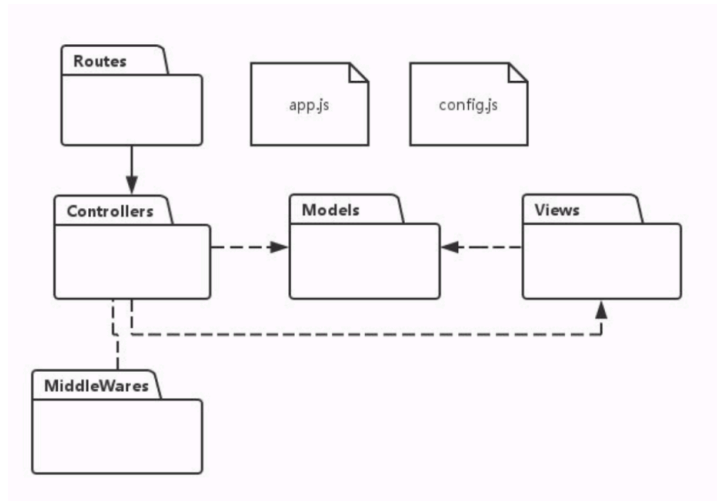 Routes
app.js
config.js
Controllers
Models
Views
MiddleWares